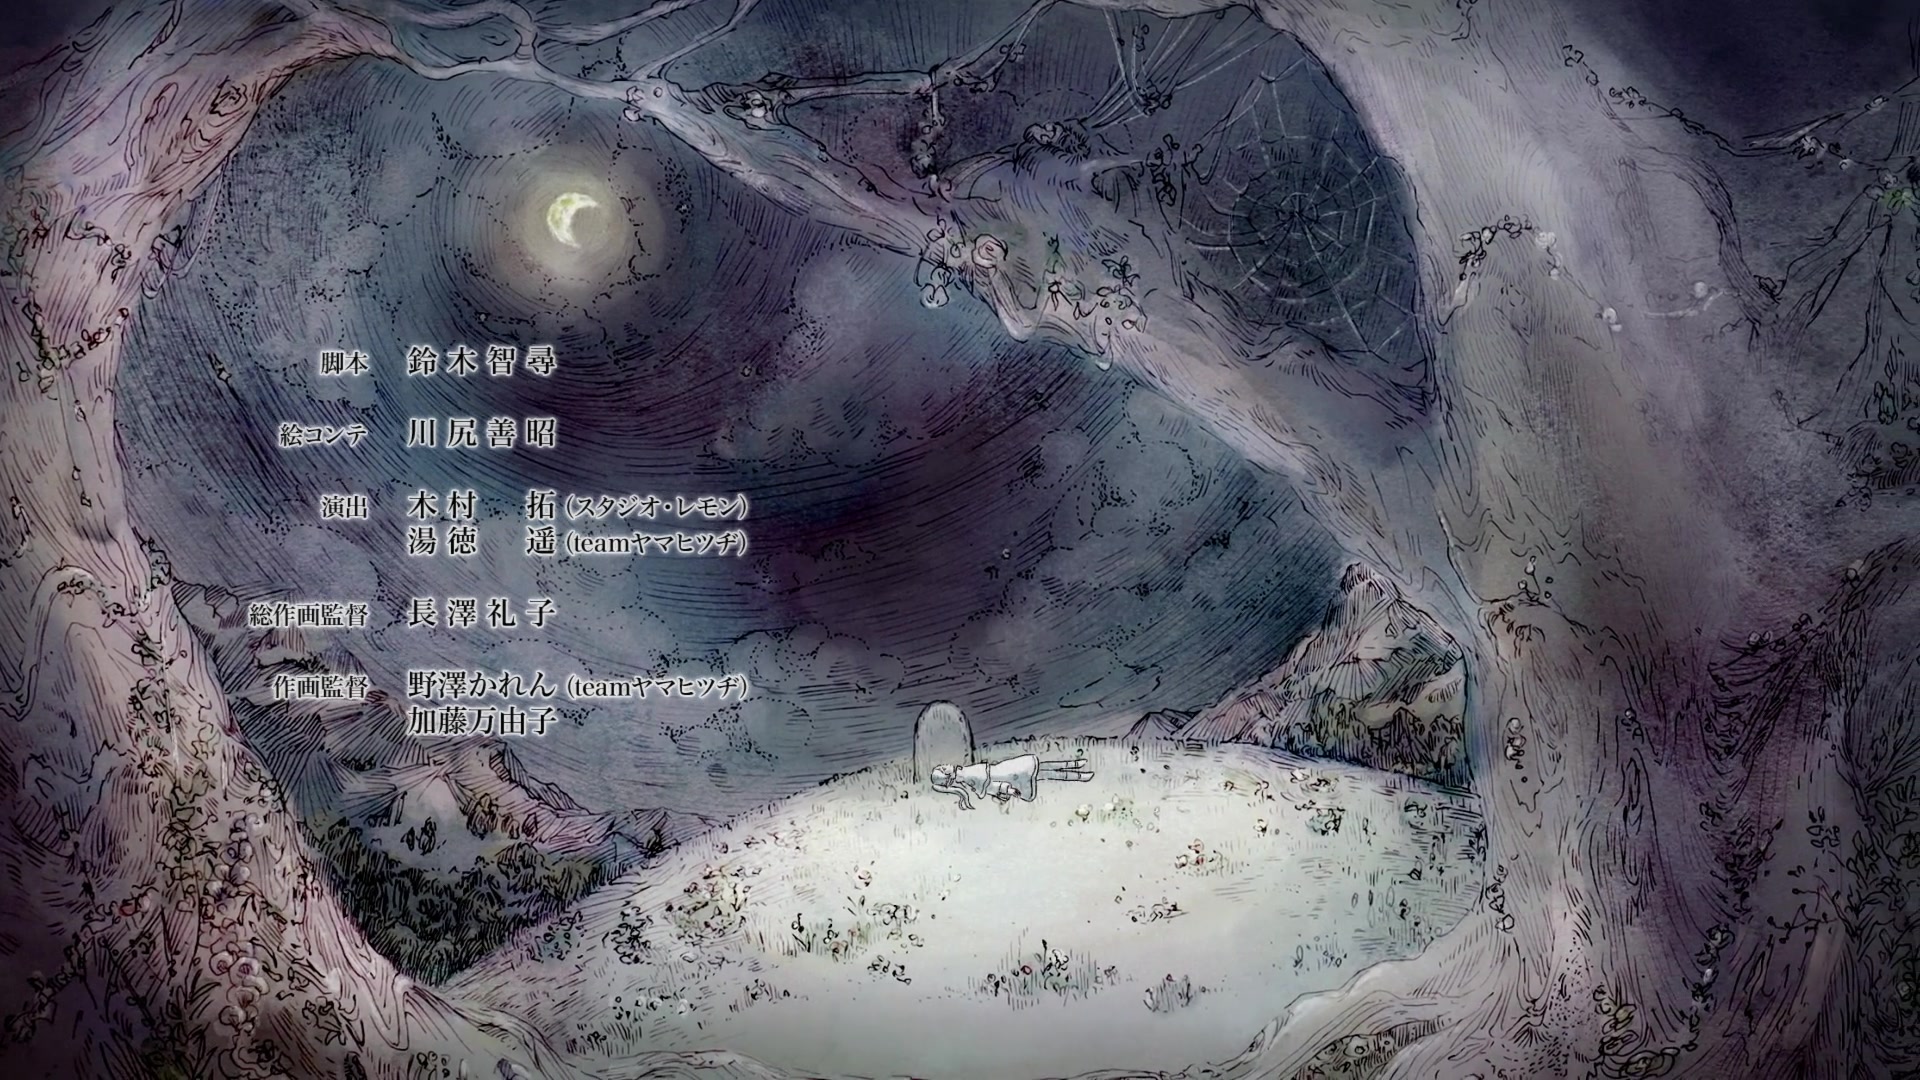 脚本 鈴木智尋
絵コンテ 川尻善昭
演出 木村 拓(スタジオ・レモン)
湯徳 遥(teamヤマヒツヂ)
総作画監督 長澤礼子
作画監督 野澤かれん(teamヤマヒツヂ)
加藤万由子